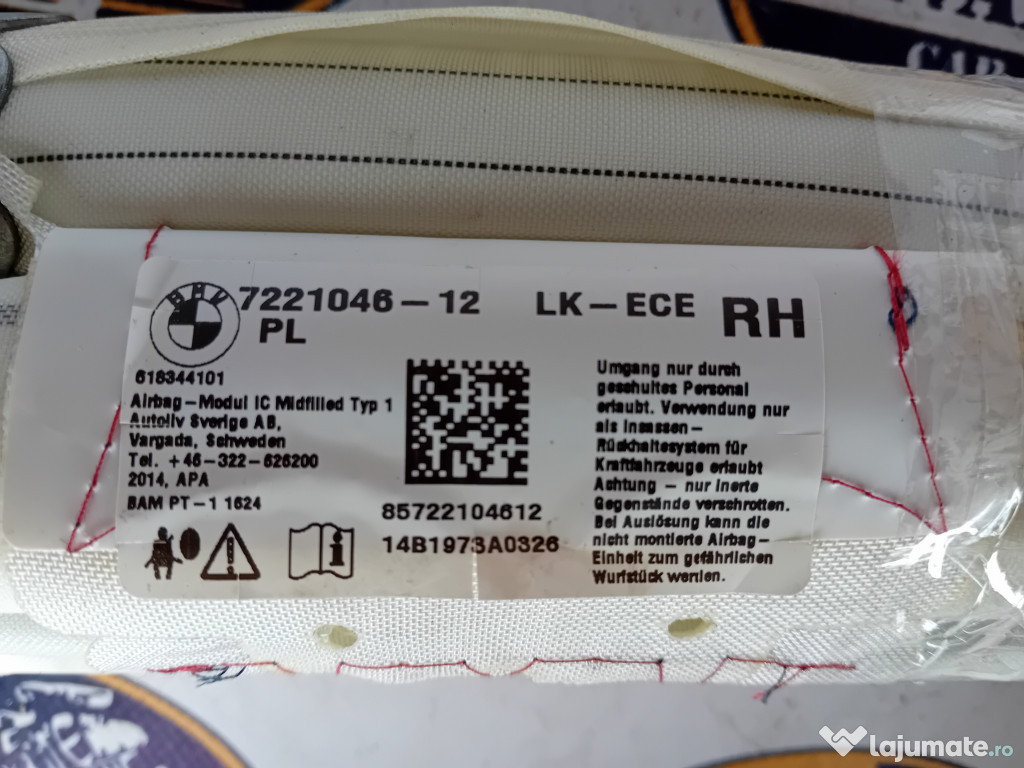 CAR
BMW
7221046-12 LK-ECE RH
PL
618344101
Airbag-Modul IC Midfilled Typ 1
Autoliv Sverige AB,
Vargada, Schweden
Tel. +46-322-626200
2014, APA
BAM PT-1 1624
85722104612
14B1973A0326
Umgang nur durch
geschultes Personal
erlaubt. Verwendung nur
als Insassen-
Rückhaltesystem für
Kraftfahrzeuge erlaubt
Achtung - nur inerte
Gegenstände verschrotten.
Bei Auslösung kann die
nicht montierte Airbag-
Einheit zum gefährlichen
Wurfstück werden.
lajumate.ro